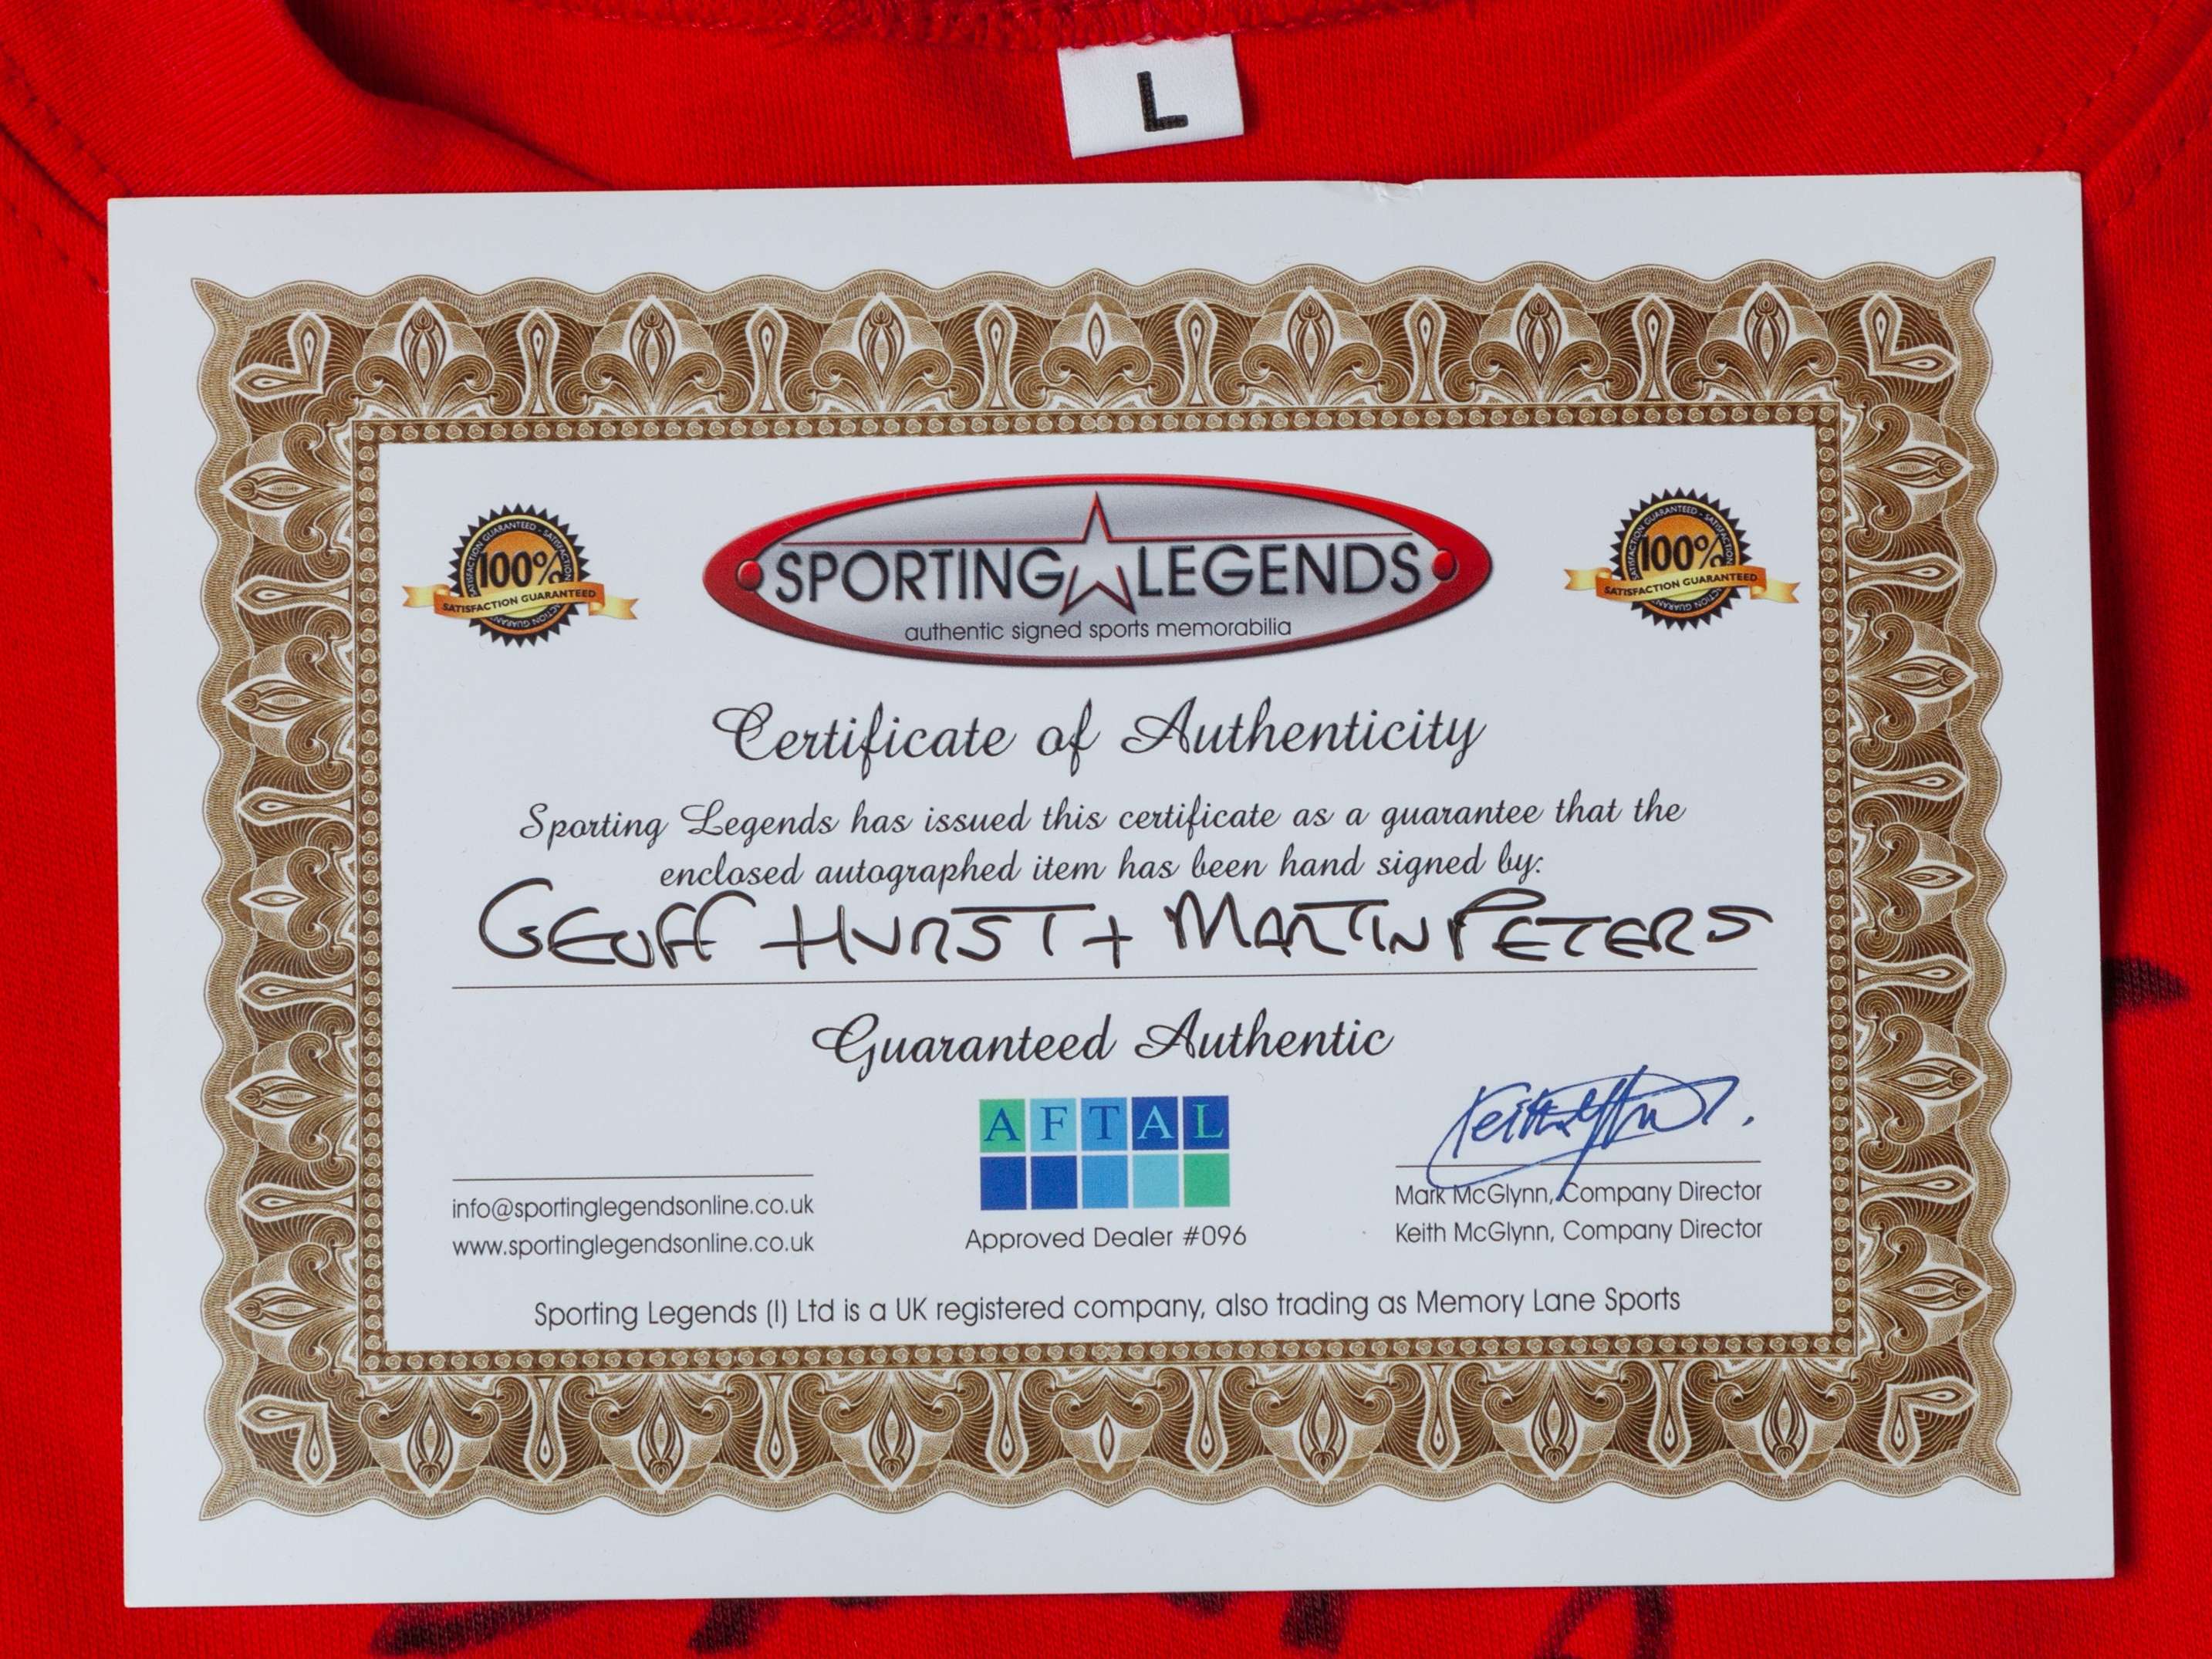 L
SPORTING LEGENDS
authentic signed sports memorabilia
100%
SATISFACTION GUARANTEED
100%
SATISFACTION GUARANTEED
Certificate of Authenticity
Sporting Legends has issued this certificate as a guarantee that the
enclosed autographed item has been hand signed by:
GEOFF HURST + MARTIN PETERS
Guaranteed Authentic
AFTAL
Approved Dealer #096
info@sportinglegendsonline.co.uk
www.sportinglegendsonline.co.uk
Mark McGlynn, Company Director
Keith McGlynn, Company Director
Sporting Legends (I) Ltd is a UK registered company, also trading as Memory Lane Sports